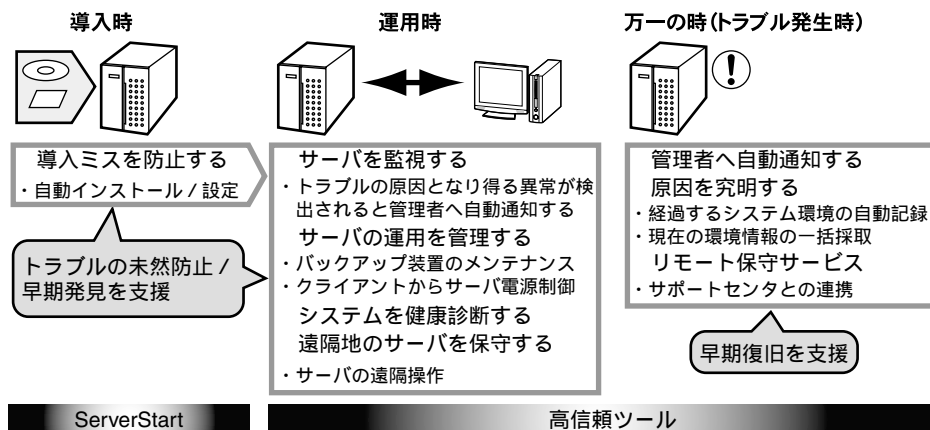 導入時
導入ミスを防止する
・自動インストール / 設定
トラブルの未然防止 /
早期発見を支援
運用時
サーバを監視する
・トラブルの原因となり得る異常が検
出されると管理者へ自動通知する
サーバの運用を管理する
・バックアップ装置のメンテナンス
・クライアントからサーバ電源制御
システムを健康診断する
遠隔地のサーバを保守する
・サーバの遠隔操作
万一の時(トラブル発生時)
管理者へ自動通知する
原因を究明する
・経過するシステム環境の自動記録
・現在の環境情報の一括採取
リモート保守サービス
・サポートセンタとの連携
早期復旧を支援
ServerStart
高信頼ツール